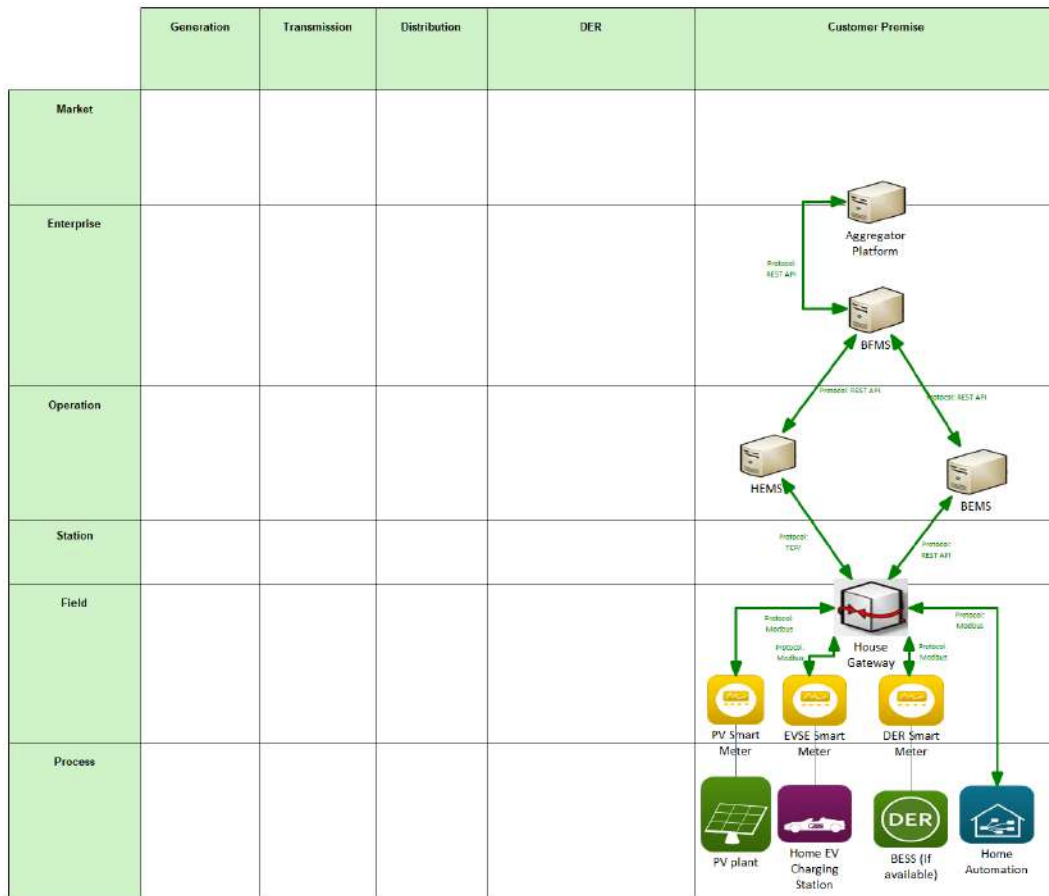 Generation Transmission Distribution DER Customer Premise
Market
Enterprise
Aggregator
Platform
Protocol:
REST API
BFMS
Operation
Protocol: REST API
Protocol: REST API
HEMS
BEMS
Station
Protocol:
Protocol:
REST API
Field
Protocol:
Modbus
Protocol:
Modbus
House
Gateway
Protocol:
Modbus
Protocol:
Modbus
PV Smart
Meter
EVSE Smart
Meter
DER Smart
Meter
Process
DER
PV plant
Home EV
Charging
Station
BESS (if
available)
Home
Automation